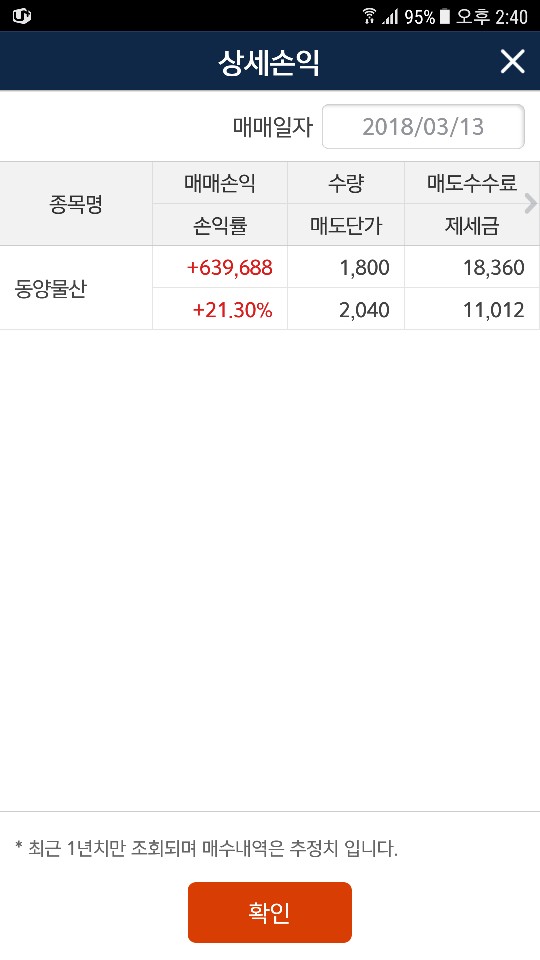 95% 오후 2:40
상세손익
매매일자 2018/03/13
종목명 매매손익 수량 매도수수료
손익률 매도단가 제세금
동양물산 +639,688 1,800 18,360
+21.30% 2,040 11,012
* 최근 1년치만 조회되며 매수내역은 추정치 입니다.
확인